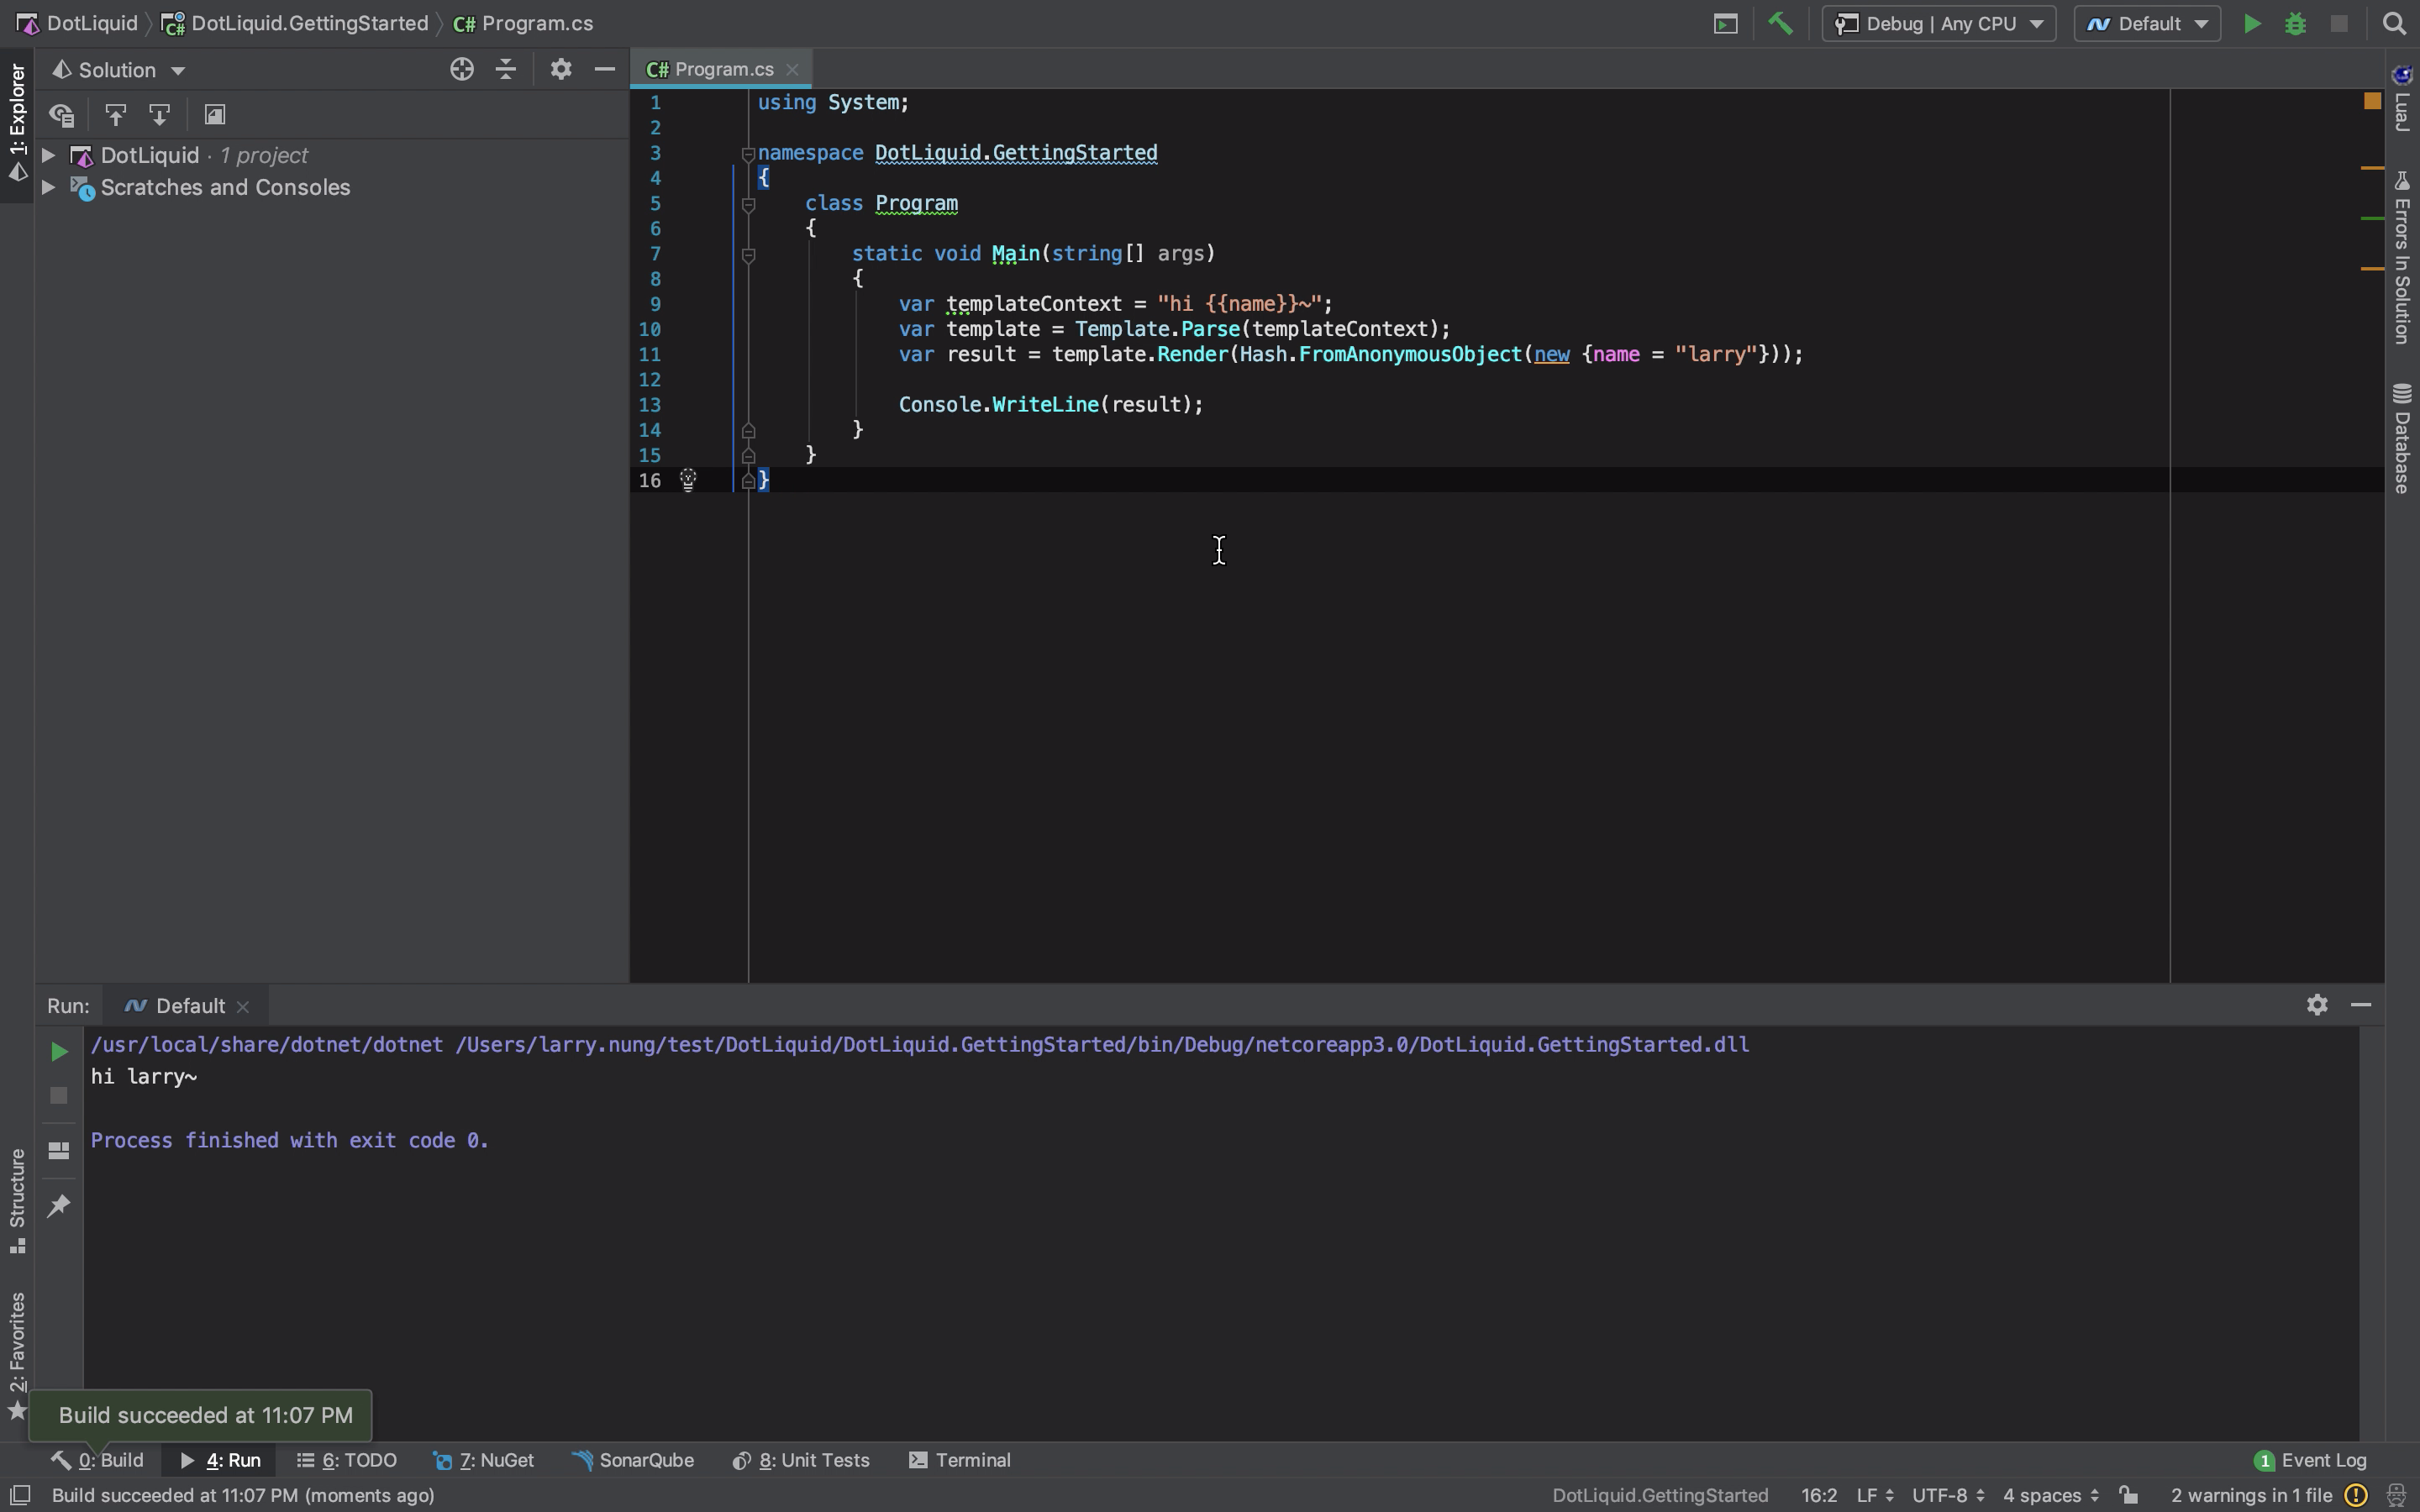 DotLiquid DotLiquid.GettingStarted C# Program.cs Debug | Any CPU Default
1: Explorer
Solution
DotLiquid · 1 project
Scratches and Consoles
C# Program.cs
1 using System;
2
3 namespace DotLiquid.GettingStarted
4 {
5 class Program
6 {
7 static void Main(string[] args)
8 {
9 var templateContext = "hi {{name}}~";
10 var template = Template.Parse(templateContext);
11 var result = template.Render(Hash.FromAnonymousObject(new {name = "larry"}));
12
13 Console.WriteLine(result);
14 }
15 }
16 }
LuaJ
Errors In Solution
Database
Run: Default
/usr/local/share/dotnet/dotnet /Users/larry.nung/test/DotLiquid/DotLiquid.GettingStarted/bin/Debug/netcoreapp3.0/DotLiquid.GettingStarted.dll
hi larry~
Process finished with exit code 0.
Structure
2: Favorites
Build succeeded at 11:07 PM
0: Build 4: Run 6: TODO 7: NuGet SonarQube 8: Unit Tests Terminal 1 Event Log
Build succeeded at 11:07 PM (moments ago) DotLiquid.GettingStarted 16:2 LF UTF-8 4 spaces 2 warnings in 1 file